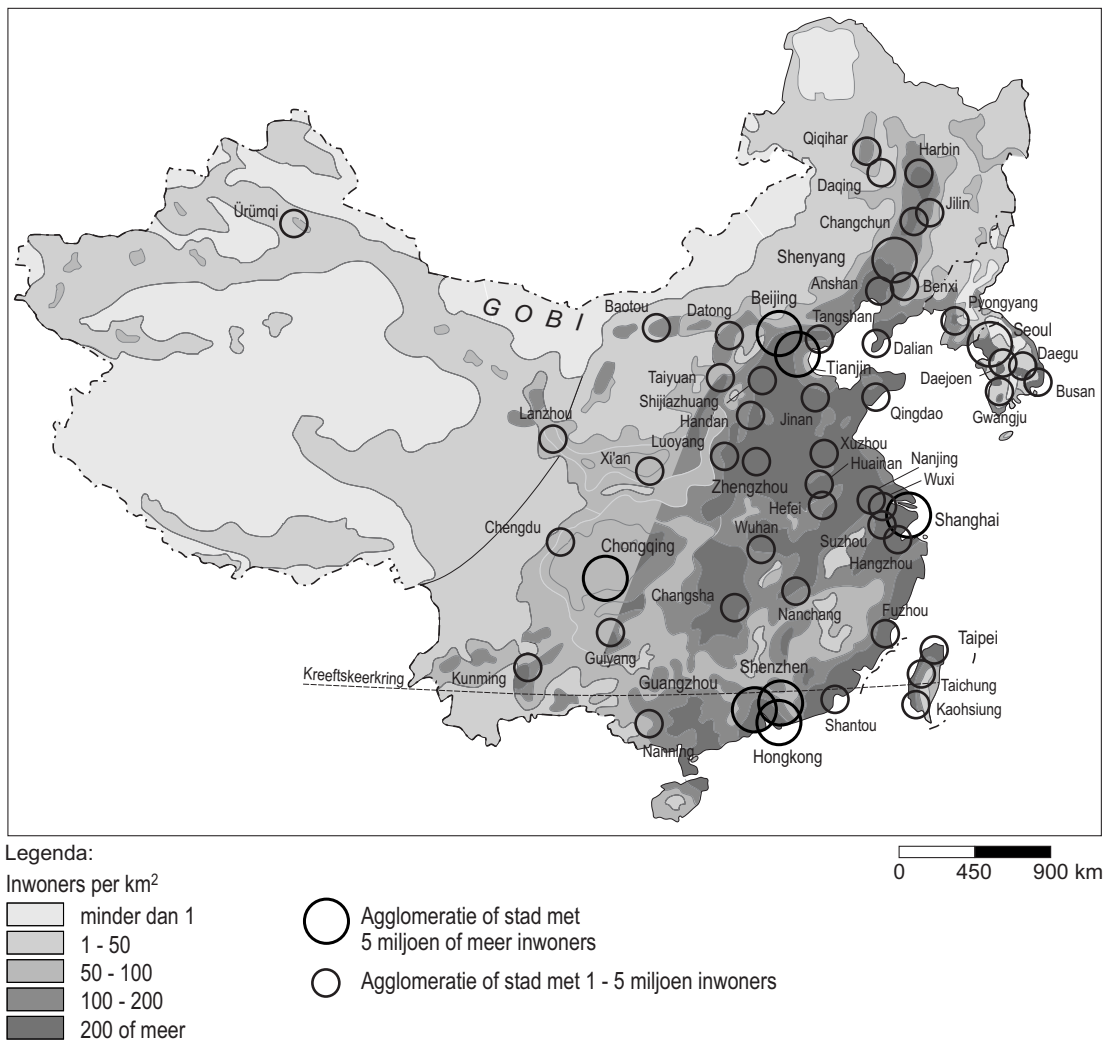 Qiqihar
Harbin
Daqing
Jilin
Ürümqi
Changchun
Shenyang
GOBI
Anshan
Benxi
Baotou
Datong
Beijing
Pyongyang
Tangshan
Seoul
Dalian
Daegu
Taiyuan
Tianjin
Daejoen
Shijiazhuang
Busan
Lanzhou
Handan
Jinan
Qingdao
Gwangju
Luoyang
Xuzhou
Xi'an
Huainan
Nanjing
Zhengzhou
Wuxi
Hefei
Shanghai
Chengdu
Wuhan
Chongqing
Suzhou
Hangzhou
Changsha
Nanchang
Fuzhou
Guiyang
Taipei
Kreeftskeerkring
Kunming
Guangzhou
Shenzhen
Taichung
Kaohsiung
Shantou
Nanning
Hongkong
Legenda:
0 450 900 km
Inwoners per km²
minder dan 1
1 - 50
50 - 100
100 - 200
200 of meer
Agglomeratie of stad met
5 miljoen of meer inwoners
Agglomeratie of stad met 1 - 5 miljoen inwoners